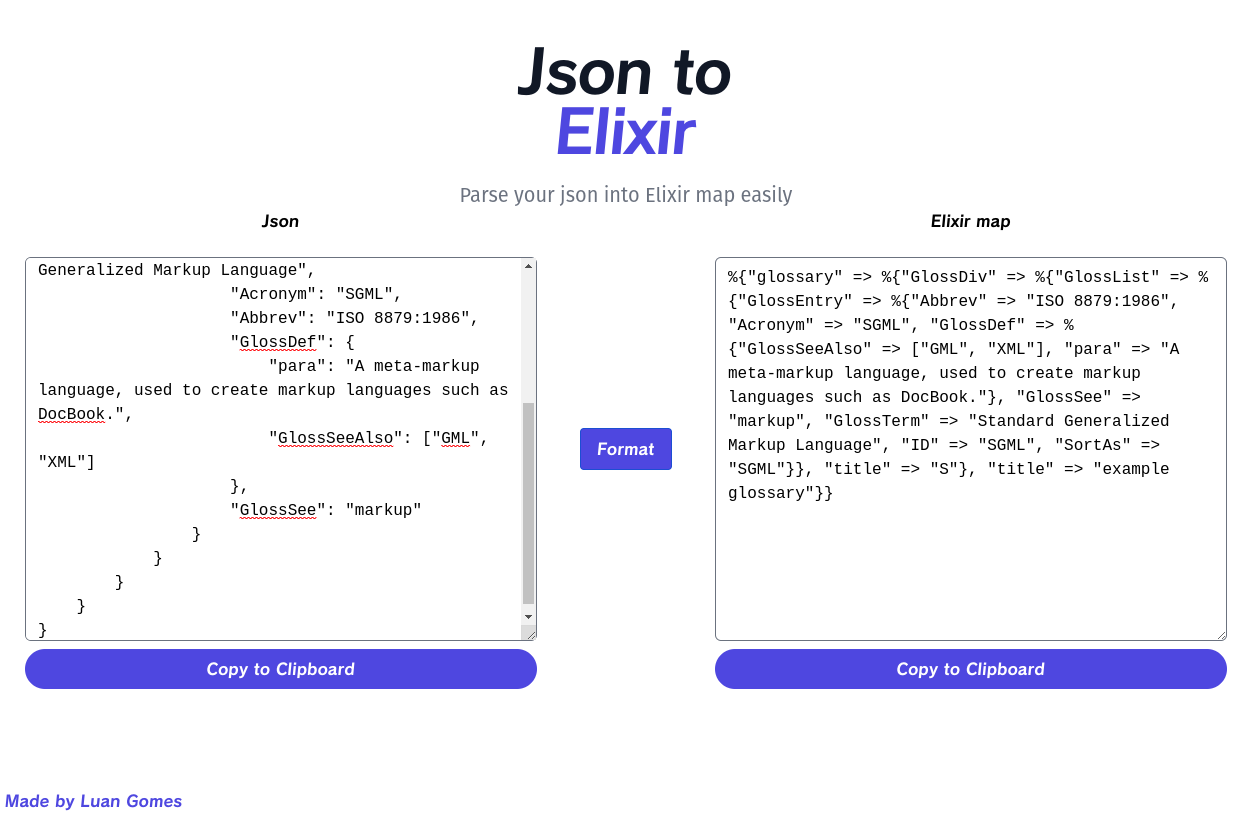 Json to
Elixir
Parse your json into Elixir map easily
Json
Generalized Markup Language",
"Acronym": "SGML",
"Abbrev": "ISO 8879:1986",
"GlossDef": {
"para": "A meta-markup
language, used to create markup languages such as
DocBook.",
"GlossSeeAlso": ["GML",
"XML"]
},
"GlossSee": "markup"
}
}
}
}
}
Copy to Clipboard
Format
Elixir map
%{"glossary" => %{"GlossDiv" => %{"GlossList" => %
{"GlossEntry" => %{"Abbrev" => "ISO 8879:1986",
"Acronym" => "SGML", "GlossDef" => %
{"GlossSeeAlso" => ["GML", "XML"], "para" => "A
meta-markup language, used to create markup
languages such as DocBook."}, "GlossSee" =>
"markup", "GlossTerm" => "Standard Generalized
Markup Language", "ID" => "SGML", "SortAs" =>
"SGML"}}, "title" => "S"}, "title" => "example
glossary"}}
Copy to Clipboard
Made by Luan Gomes